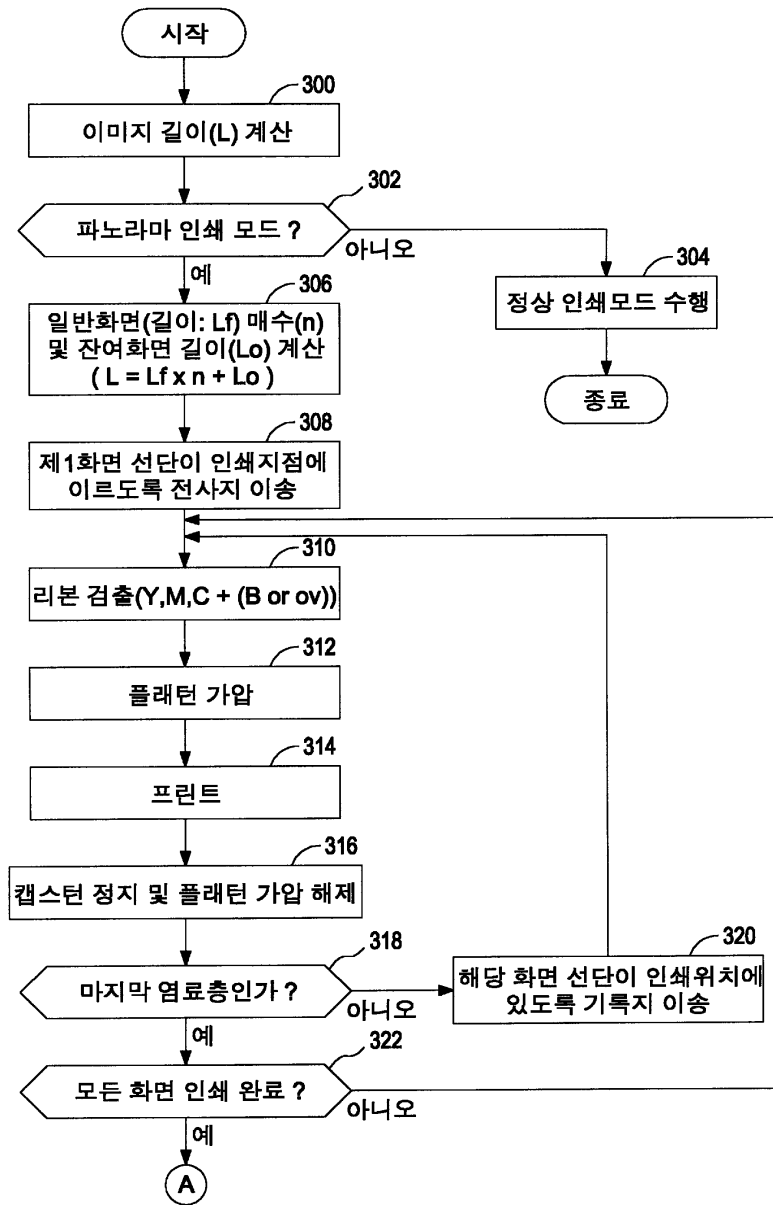 시작
300
이미지 길이(L) 계산
302
파노라마 인쇄 모드 ?
아니오
예
304
정상 인쇄모드 수행
종료
306
일반화면(길이: Lf) 매수(n)
및 잔여화면 길이(Lo) 계산
( L = Lf x n + Lo )
308
제1화면 선단이 인쇄지점에
이르도록 전사지 이송
310
리본 검출(Y,M,C + (B or ov))
312
플래턴 가압
314
프린트
316
캡스턴 정지 및 플래턴 가압 해제
318
마지막 염료층인가 ?
아니오
예
320
해당 화면 선단이 인쇄위치에
있도록 기록지 이송
322
모든 화면 인쇄 완료 ?
아니오
예
A